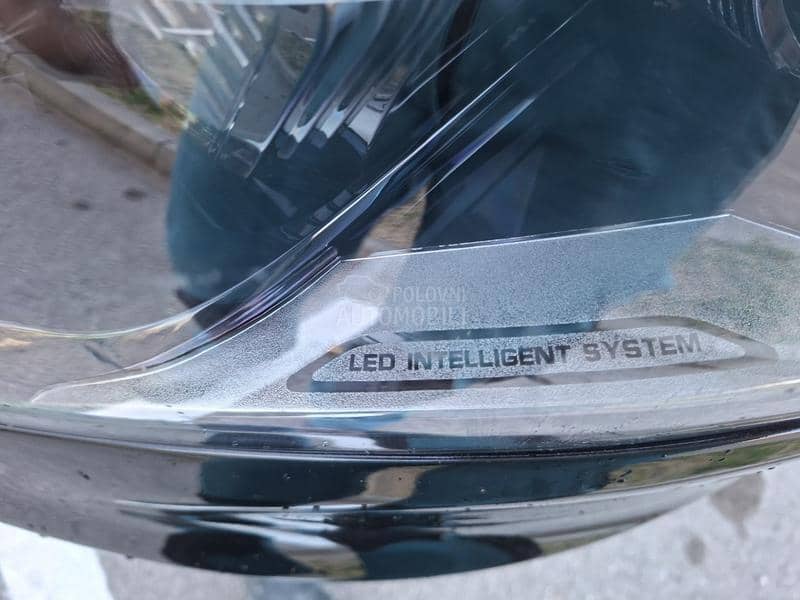 POLOVNI
AUTOMOBILI
LED INTELLIGENT SYSTEM